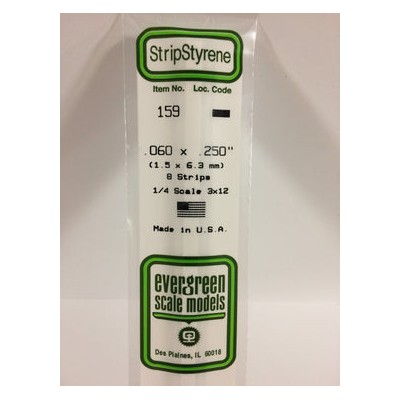 StripStyrene
Item No. Loc. Code
159
.060 x .250"
(1.5 x 6.3 mm)
8 Strips
1/4 Scale 3x12
Made in U.S.A.
evergreen
scale models
Des Plaines, IL 60018